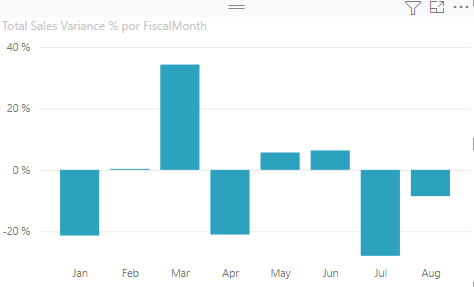 Total Sales Variance % por FiscalMonth
40 %
20 %
0 %
-20 %
Jan Feb Mar Apr May Jun Jul Aug